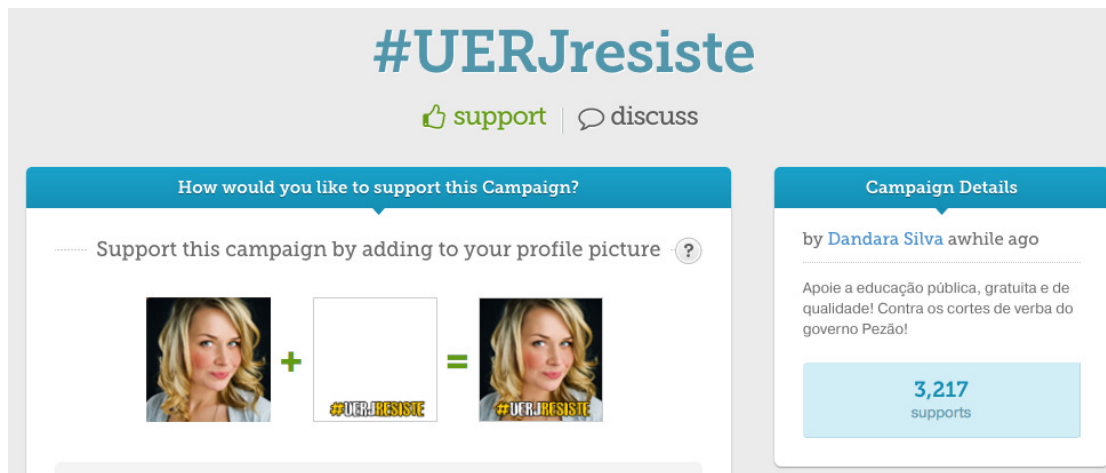 #UERJresiste
support
discuss
How would you like to support this Campaign?
Support this campaign by adding to your profile picture ?
+
=
#UERJRESISTE
#UERJRESISTE
Campaign Details
by Dandara Silva awhile ago
Apoie a educação pública, gratuita e de
qualidade! Contra os cortes de verba do
governo Pezão!
3,217
supports